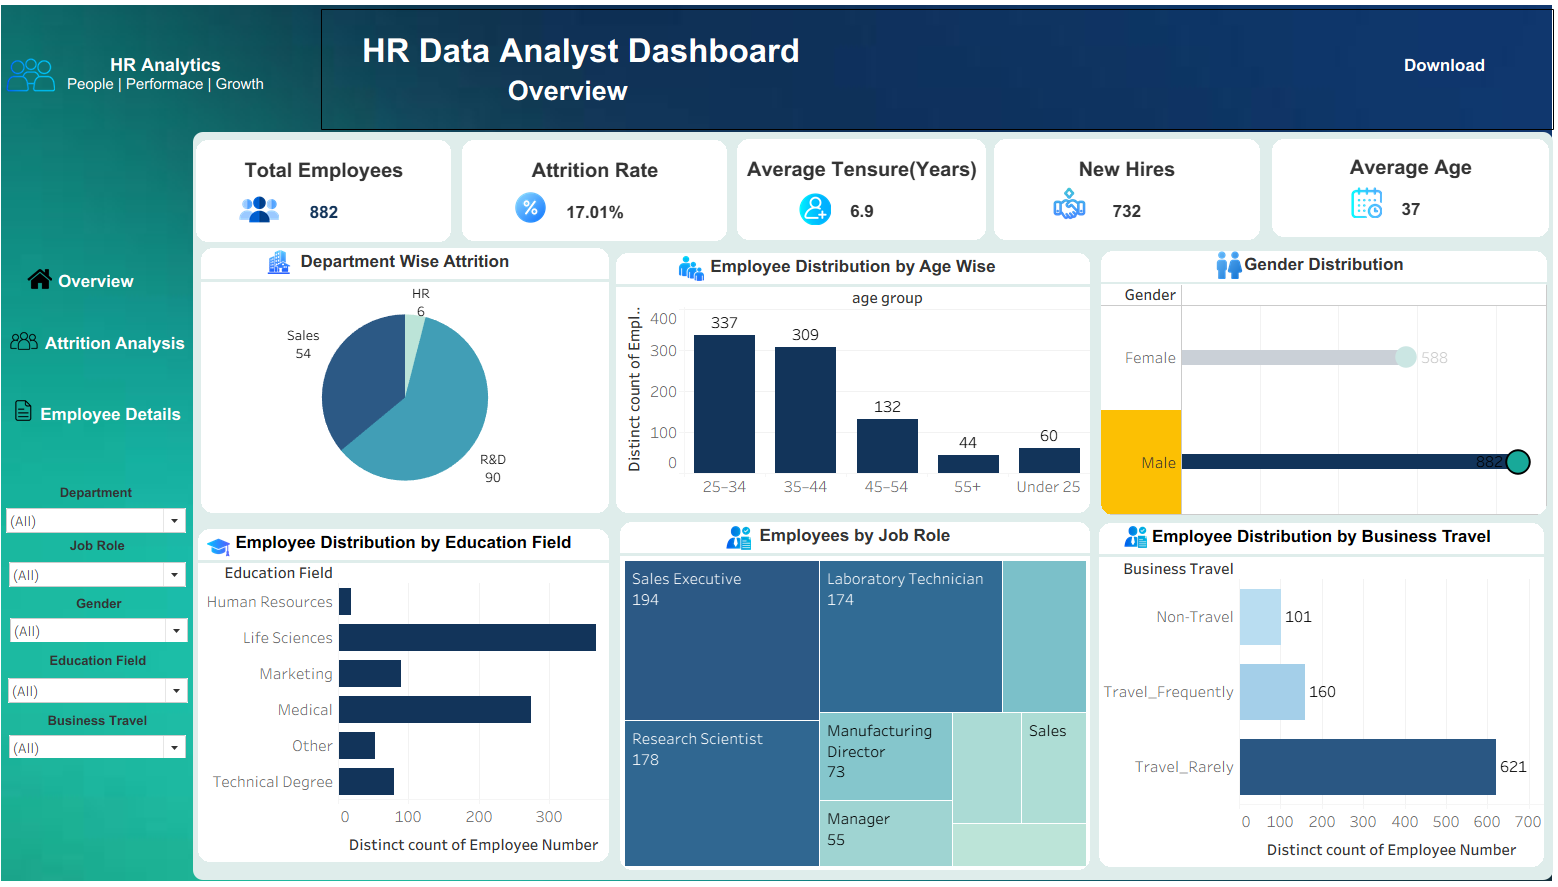 HR Analytics
People | Performace | Growth
HR Data Analyst Dashboard
Overview
Download
Total Employees
882
Attrition Rate
17.01%
Average Tensure(Years)
6.9
New Hires
732
Average Age
37
Overview
Attrition Analysis
Employee Details
Department
(All)
Job Role
(All)
Gender
(All)
Education Field
(All)
Business Travel
(All)
Department Wise Attrition
HR
6
Sales
54
R&D
90
Employee Distribution by Age Wise
age group
Distinct count of Empl..
400
300
200
100
0
337
309
132
44
60
25–34
35–44
45–54
55+
Under 25
Gender Distribution
Gender
Female
588
Male
882
Employee Distribution by Education Field
Education Field
Human Resources
Life Sciences
Marketing
Medical
Other
Technical Degree
0
100
200
300
Distinct count of Employee Number
Employees by Job Role
Sales Executive
194
Laboratory Technician
174
Research Scientist
178
Manufacturing
Director
73
Manager
55
Sales
Employee Distribution by Business Travel
Business Travel
Non-Travel
101
Travel_Frequently
160
Travel_Rarely
621
0
100
200
300
400
500
600
700
Distinct count of Employee Number